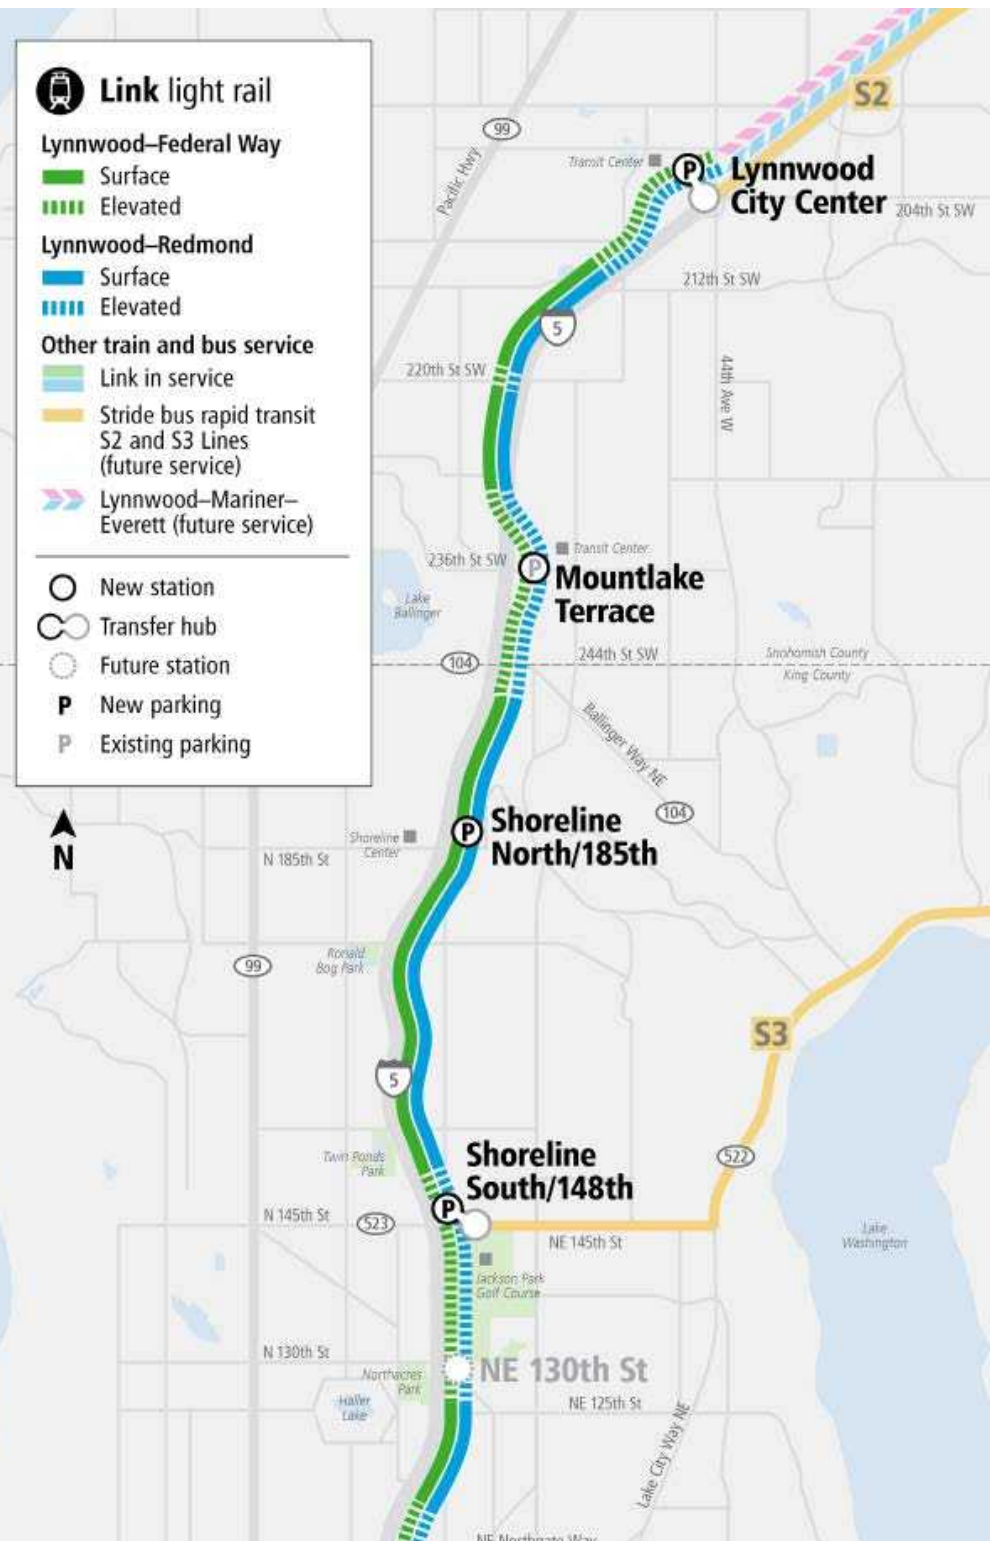 Link light rail
Lynnwood–Federal Way
Surface
Elevated
Lynnwood–Redmond
Surface
Elevated
Other train and bus service
Link in service
Stride bus rapid transit
S2 and S3 Lines
(future service)
Lynnwood–Mariner–
Everett (future service)
New station
Transfer hub
Future station
P New parking
P Existing parking
N
S2
99
Pacific Hwy
Transit Center
P
Lynnwood
City Center
204th St SW
212th St SW
5
220th St SW
44th Ave W
Transit Center
236th St SW
P
Mountlake
Terrace
Lake
Ballinger
104
244th St SW
Snohomish County
King County
Ballinger Way NE
104
Shoreline
Center
P
Shoreline
North/185th
N 185th St
Ronald
Bog Park
99
S3
5
Twin Ponds
Park
Shoreline
South/148th
522
P
N 145th St
523
NE 145th St
Lake
Washington
Jackson Park
Golf Course
N 130th St
NE 130th St
Northacres
Park
Haller
Lake
NE 125th St
Lake City Way NE
NE Northgate Way